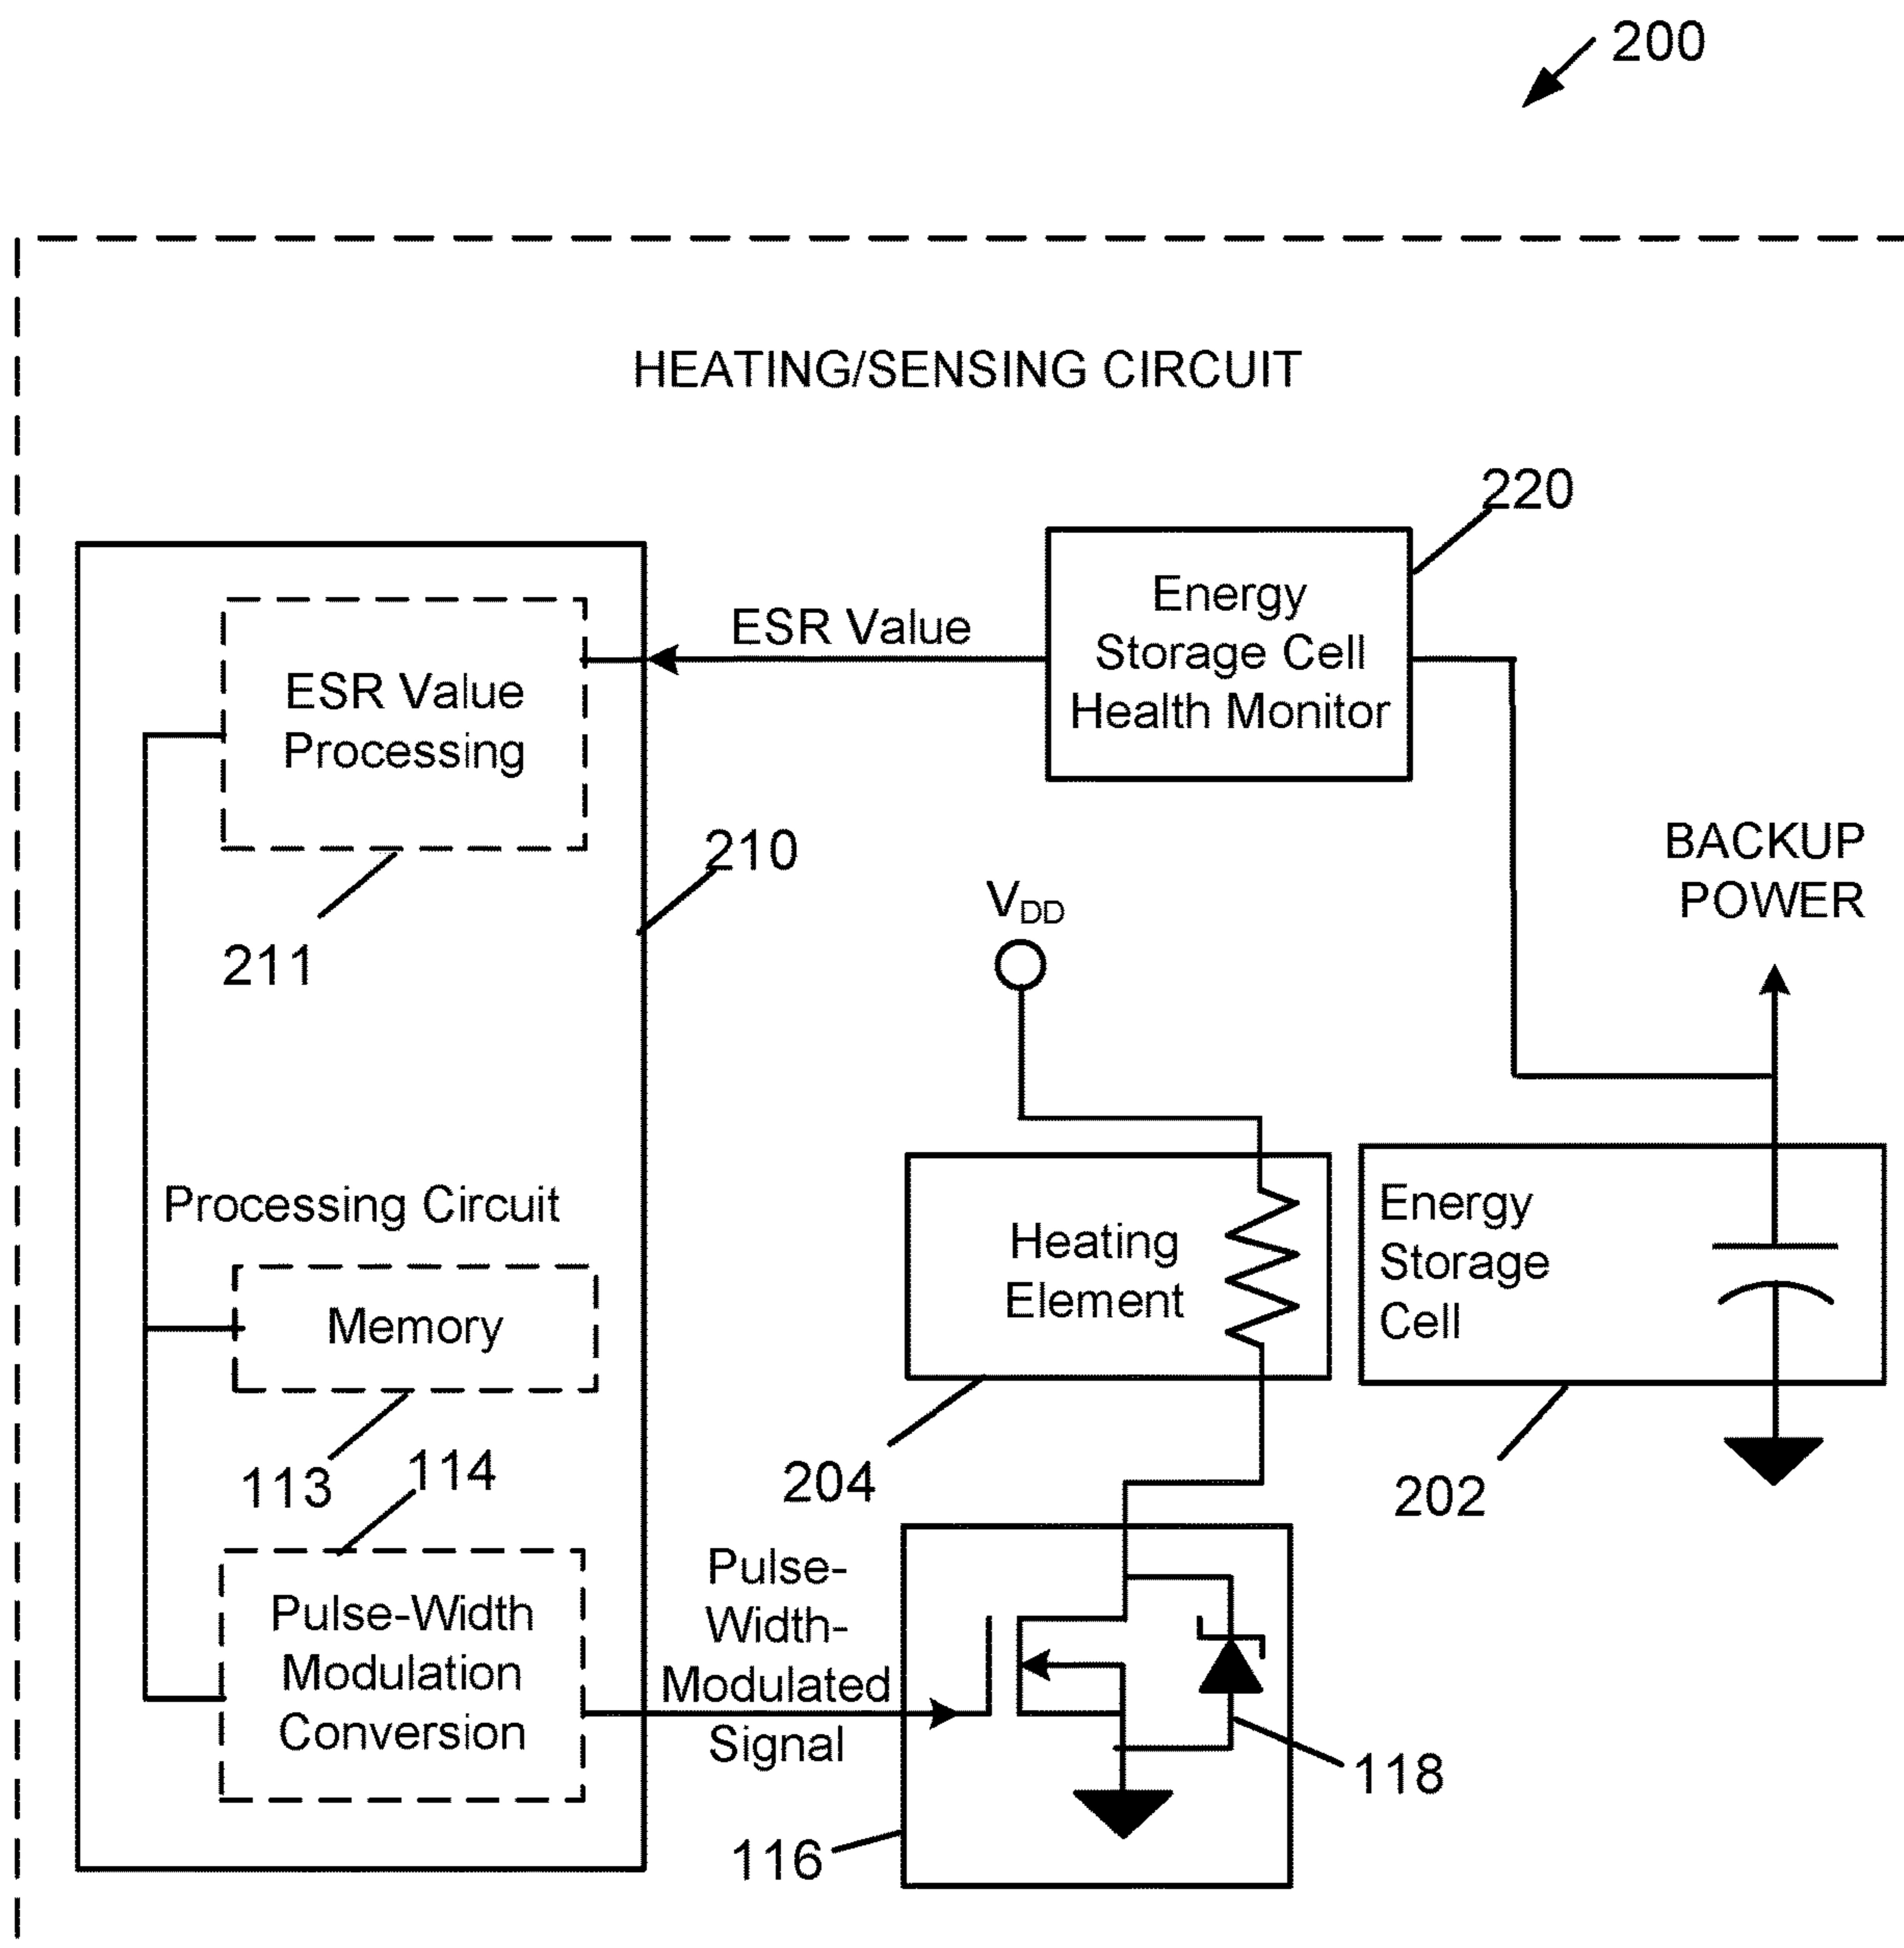 200
HEATING/SENSING CIRCUIT
220
Energy
Storage Cell
Health Monitor
ESR Value
ESR Value
Processing
211
210
BACKUP
POWER
VDD
Processing Circuit
Memory
113
114
Heating
Element
204
Energy
Storage
Cell
202
Pulse-Width
Modulation
Conversion
Pulse-
Width-
Modulated
Signal
118
116